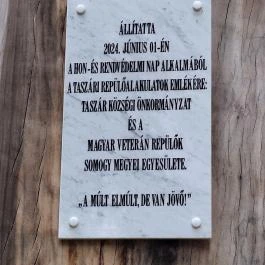 ÁLLÍTATTA
2024. JÚNIUS 01-ÉN
A HON-ÉS RENDVÉDELMI NAP ALKALMÁBÓL
A TASZÁRI REPÜLŐALAKULATOK EMLÉKÉRE:
TASZÁR KÖZSÉGI ÖNKORMÁNYZAT
ÉS A
MAGYAR VETERÁN REPÜLŐK
SOMOGY MEGYEI EGYESÜLETE.
„A MÚLT ELMÚLT, DE VAN JÖVŐ!”